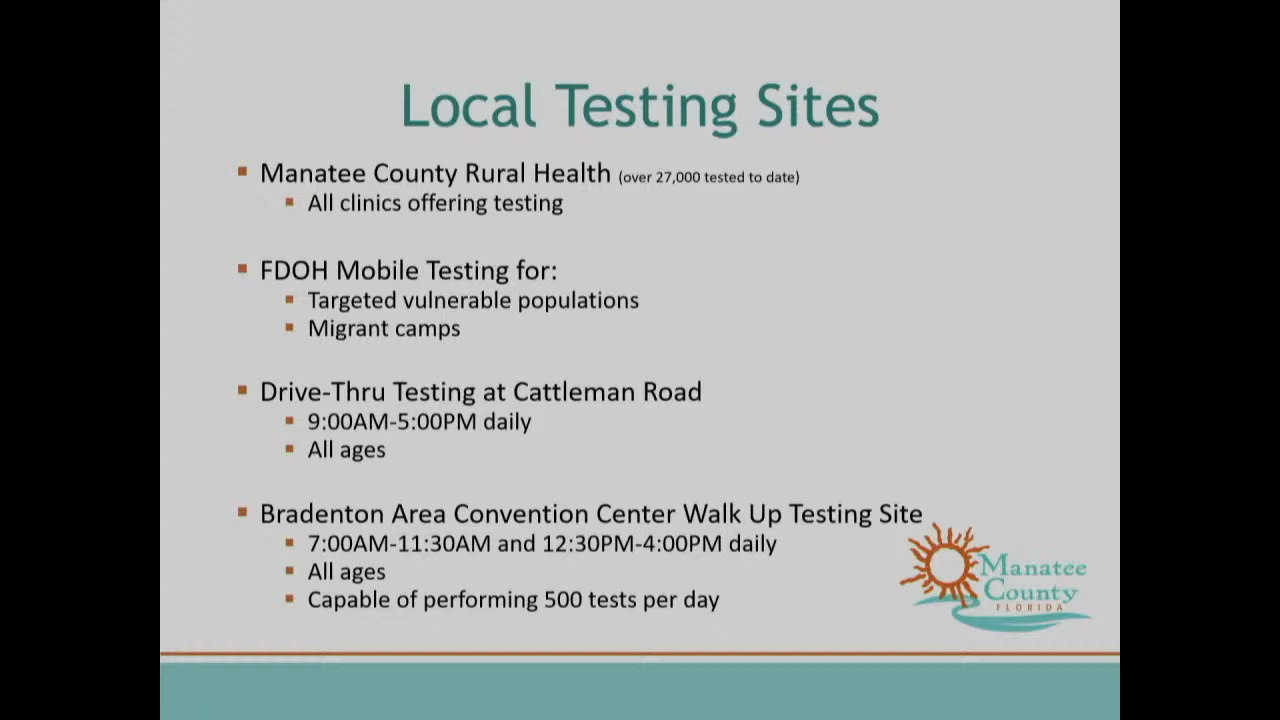 Local Testing Sites
Manatee County Rural Health (over 27,000 tested to date)
All clinics offering testing
FDOH Mobile Testing for:
Targeted vulnerable populations
Migrant camps
Drive-Thru Testing at Cattleman Road
9:00AM-5:00PM daily
All ages
Bradenton Area Convention Center Walk Up Testing Site
7:00AM-11:30AM and 12:30PM-4:00PM daily
All ages
Capable of performing 500 tests per day
Manatee
County
FLORIDA